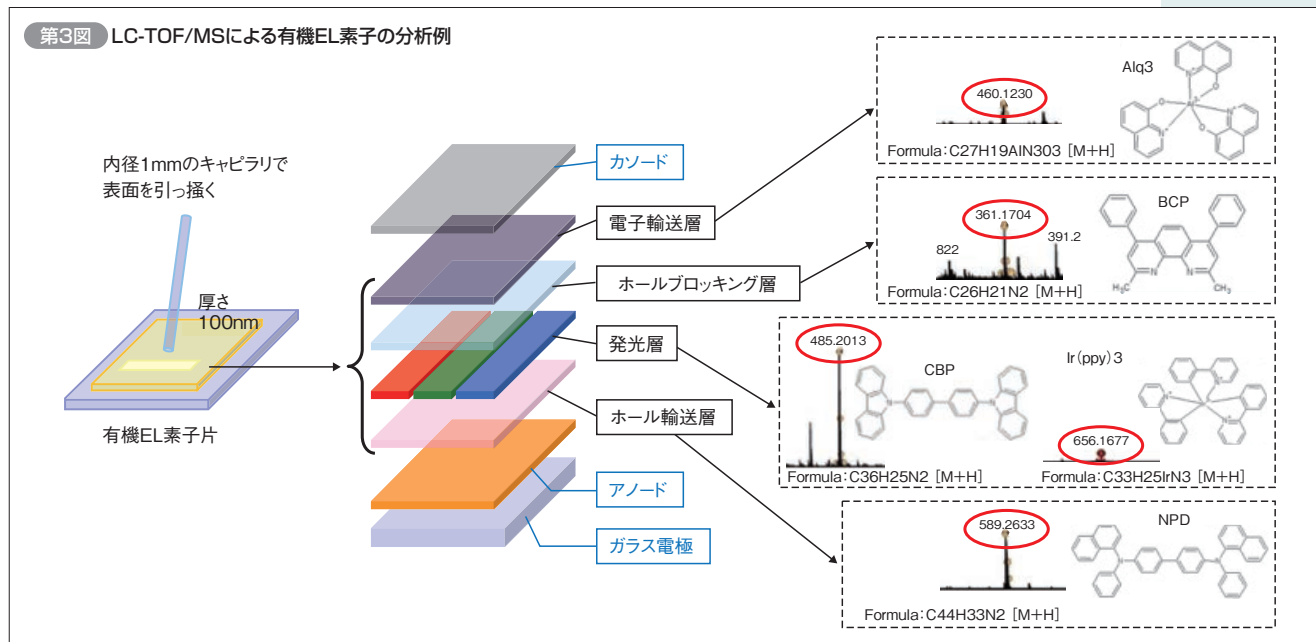 第3図 LC-TOF/MSによる有機EL素子の分析例
内径1mmのキャピラリで
表面を引っ掻く
厚さ
100nm
有機EL素子片
カソード
電子輸送層
ホールブロッキング層
発光層
ホール輸送層
アノード
ガラス電極
460.1230
Alq3
Formula:C27H19AlN3O3 [M+H]
361.1704
BCP
822
391.2
H₃C
CH₃
Formula:C26H21N2 [M+H]
485.2013
CBP
Ir(ppy)3
656.1677
Formula:C36H25N2 [M+H]
Formula:C33H25IrN3 [M+H]
589.2633
NPD
Formula:C44H33N2 [M+H]